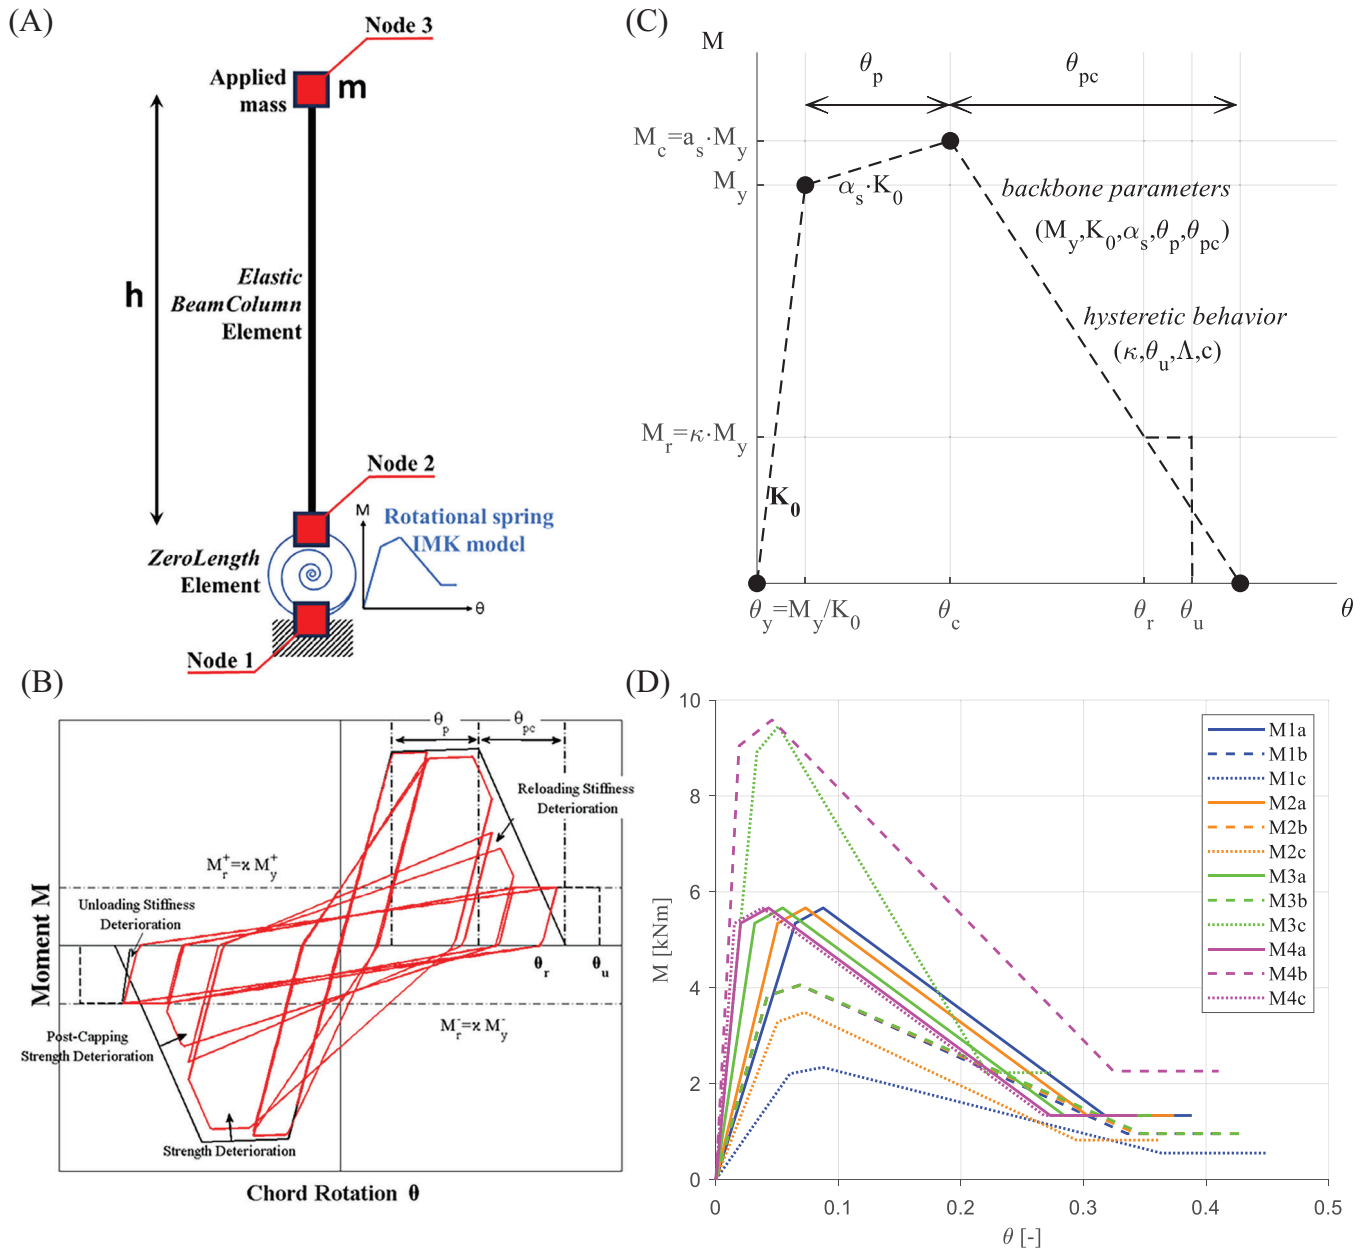 (A)
Node 3
Applied
mass
m
h
Elastic
BeamColumn
Element
Node 2
ZeroLength
Element
M
Rotational spring
IMK model
θ
Node 1
(B)
θp
θpc
Reloading Stiffness
Deterioration
Mr+=ϰ My+
Unloading Stiffness
Deterioration
Moment M
θr
θu
Mr-=ϰ My-
Post-Capping
Strength Deterioration
Strength Deterioration
Chord Rotation θ
(C)
M
θp
θpc
Mc=as·My
My
αs·K0
backbone parameters
(My,K0,αs,θp,θpc)
hysteretic behavior
(κ,θu,Λ,c)
Mr=κ·My
K0
θy=My/K0
θc
θr
θu
θ
(D)
10
8
6
4
2
0
M [kNm]
M1a
M1b
M1c
M2a
M2b
M2c
M3a
M3b
M3c
M4a
M4b
M4c
0
0.1
0.2
0.3
0.4
0.5
θ [-]